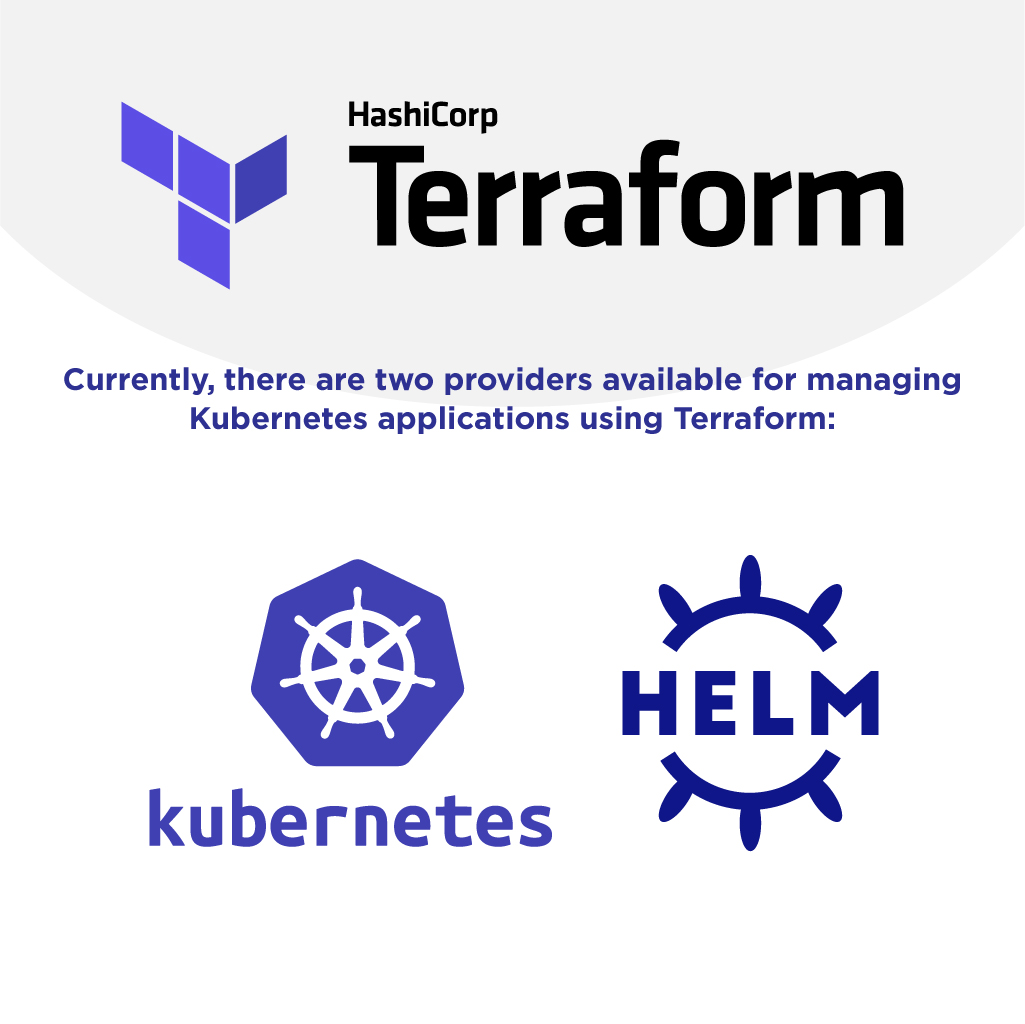 HashiCorp
Terraform
Currently, there are two providers available for managing
Kubernetes applications using Terraform:
kubernetes
HELM